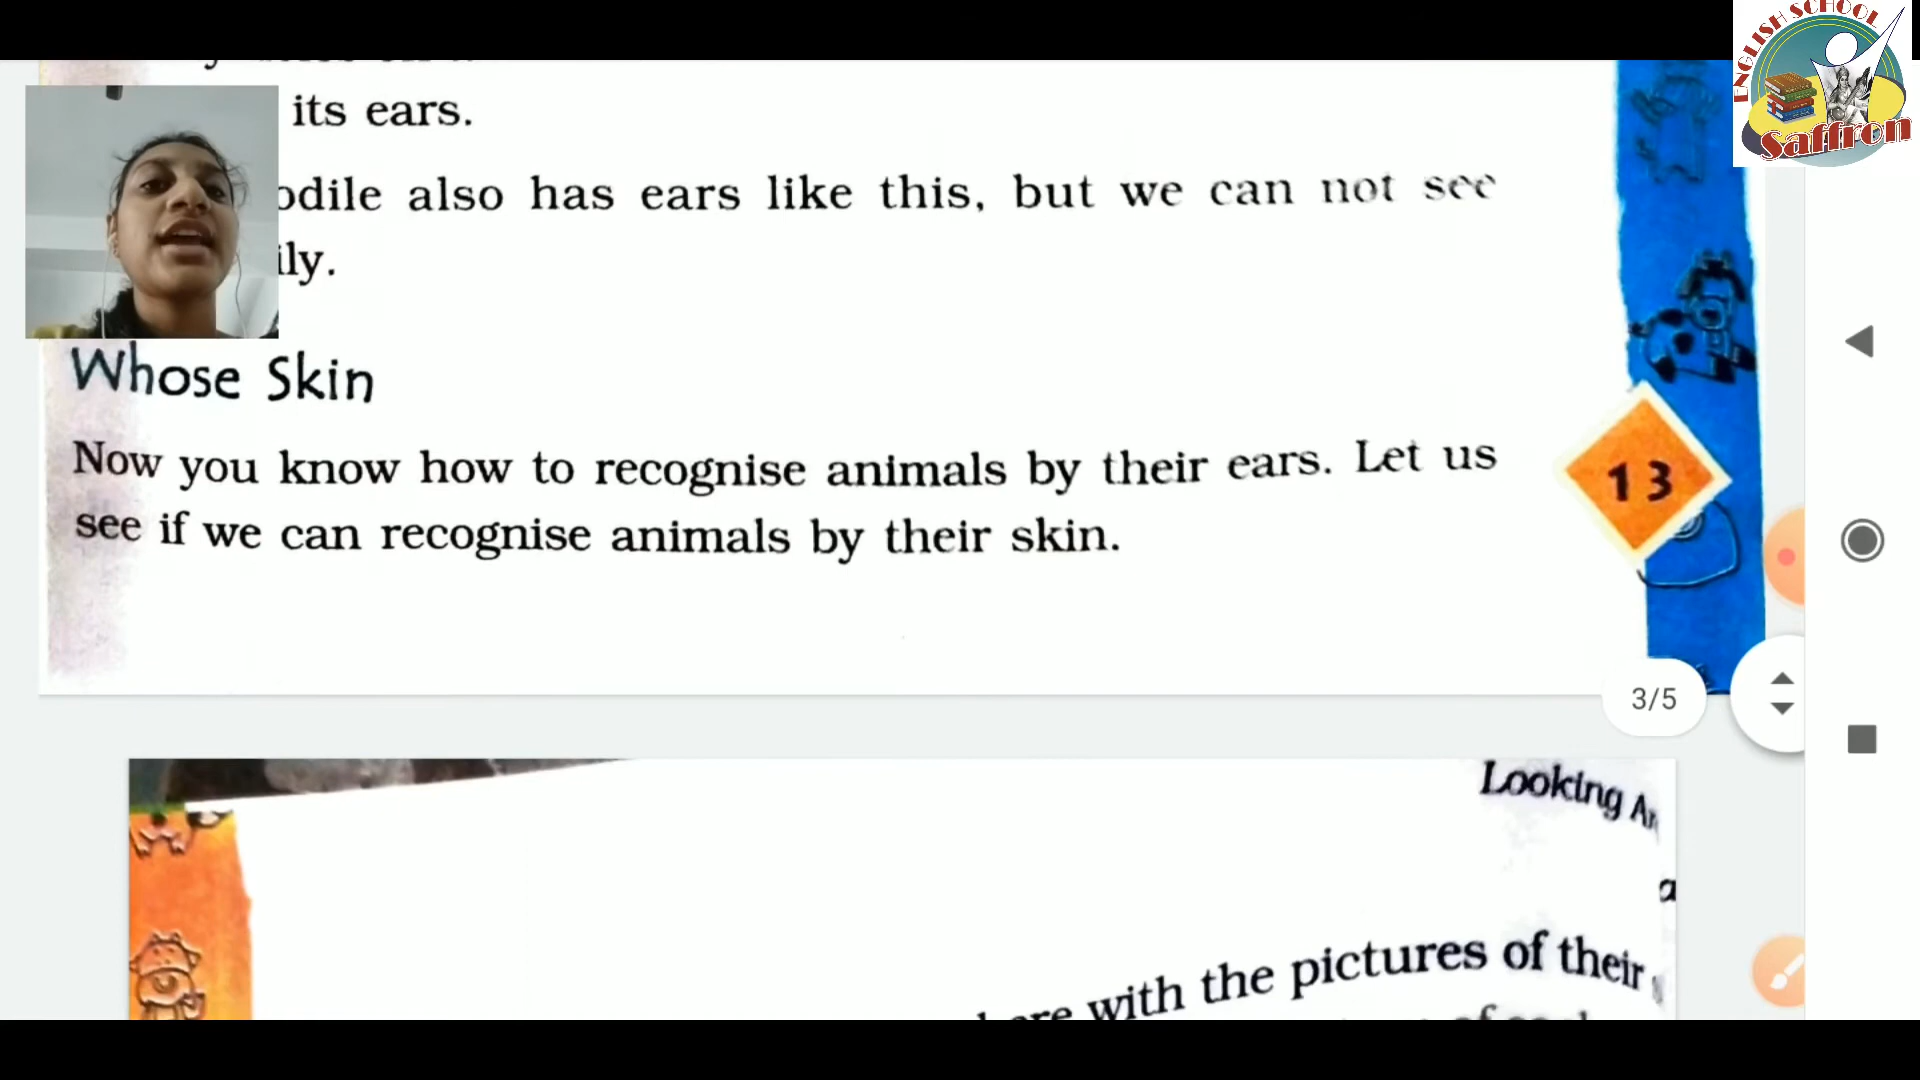 ENGLISH SCHOOL
Saffron
its ears.
odile also has ears like this, but we can not see
ily.
Whose Skin
Now you know how to recognise animals by their ears. Let us
see if we can recognise animals by their skin.
13
3/5
Looking
a
with the pictures of their